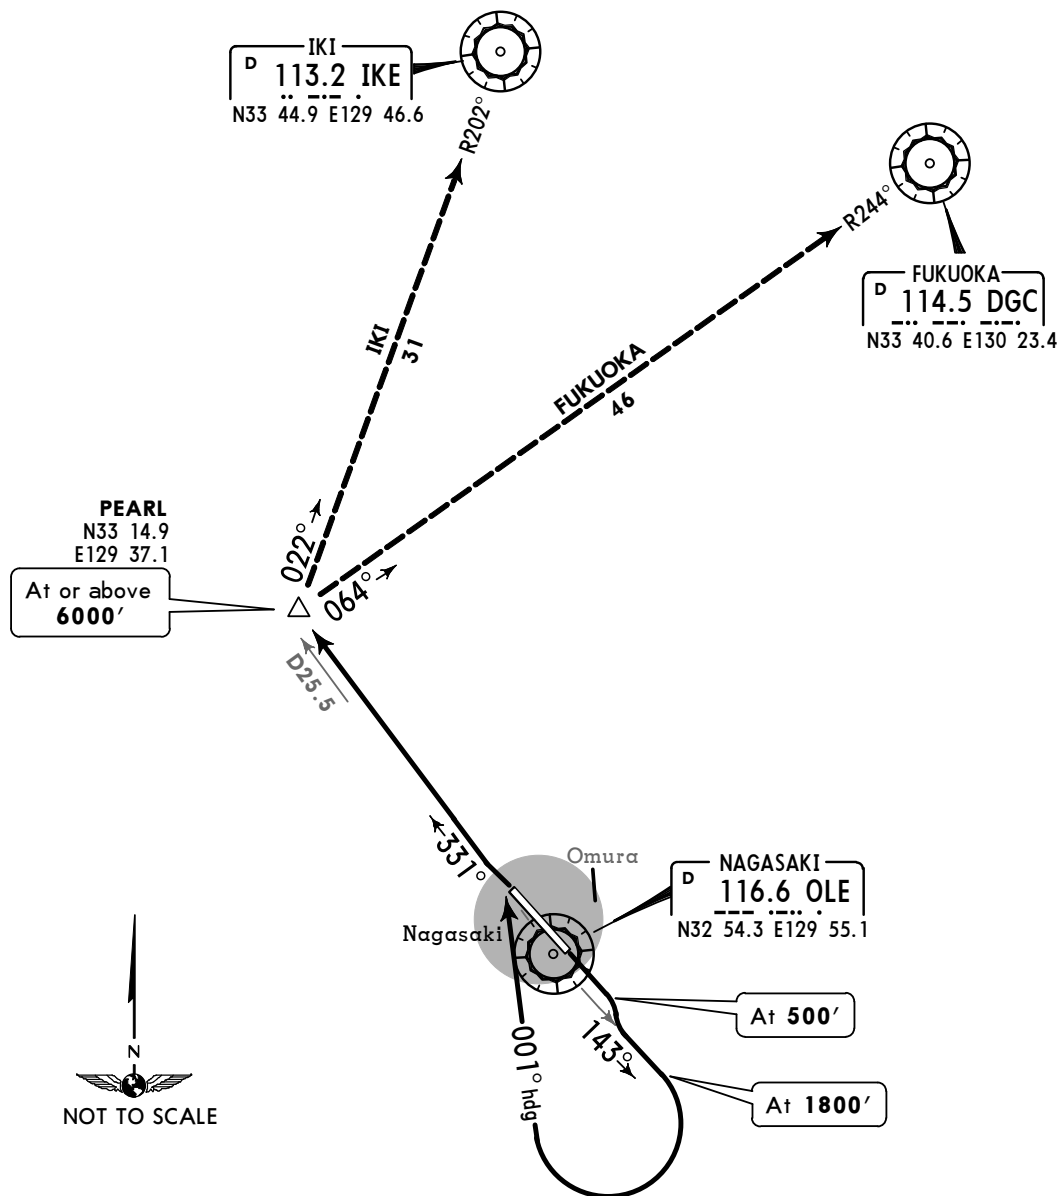 IKI
D 113.2 IKE
N33 44.9 E129 46.6
R202°
R244°
FUKUOKA
D 114.5 DGC
N33 40.6 E130 23.4
IKI
31
FUKUOKA
46
PEARL
N33 14.9
E129 37.1
At or above
6000'
022°
064°
D25.5
331°
Omura
NAGASAKI
D 116.6 OLE
N32 54.3 E129 55.1
Nagasaki
At 500'
143°
001° hdg
At 1800'
N
NOT TO SCALE